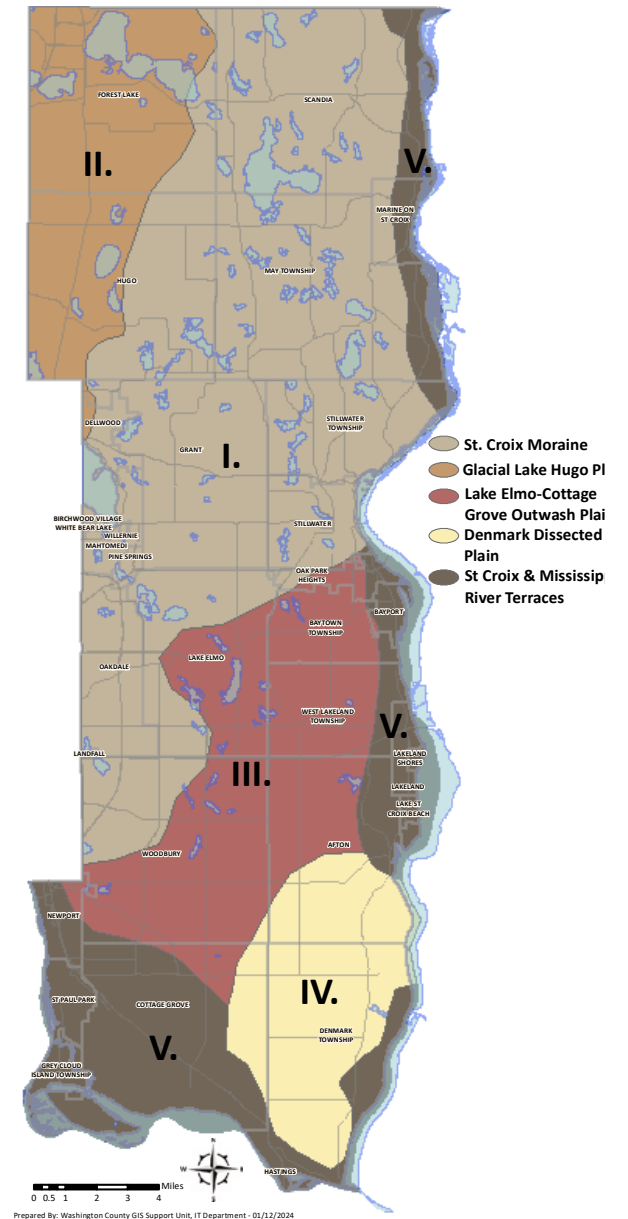 FOREST LAKE
SCANDIA
II.
V.
MARINE ON
ST CROIX
MAY TOWNSHIP
HUGO
DELLWOOD
STILLWATER
TOWNSHIP
GRANT
I.
St. Croix Moraine
Glacial Lake Hugo Pl
Lake Elmo-Cottage
Grove Outwash Plai
Denmark Dissected
Plain
St Croix & Mississip
River Terraces
BIRCHWOOD VILLAGE
WHITE BEAR LAKE
STILLWATER
WILLERNIE
MAHTOMEDI
PINE SPRINGS
OAK PARK
HEIGHTS
BAYPORT
BAYTOWN
TOWNSHIP
LAKE ELMO
OAKDALE
WEST LAKELAND
TOWNSHIP
V.
LANDFALL
LAKELAND
SHORES
III.
LAKELAND
LAKE ST
CROIX BEACH
AFTON
WOODBURY
NEWPORT
IV.
ST PAUL PARK
COTTAGE GROVE
DENMARK
TOWNSHIP
V.
GREY CLOUD
ISLAND TOWNSHIP
N
W E
S
HASTINGS
Miles
0 0.5 1 2 3 4
Prepared By: Washington County GIS Support Unit, IT Department - 01/12/2024